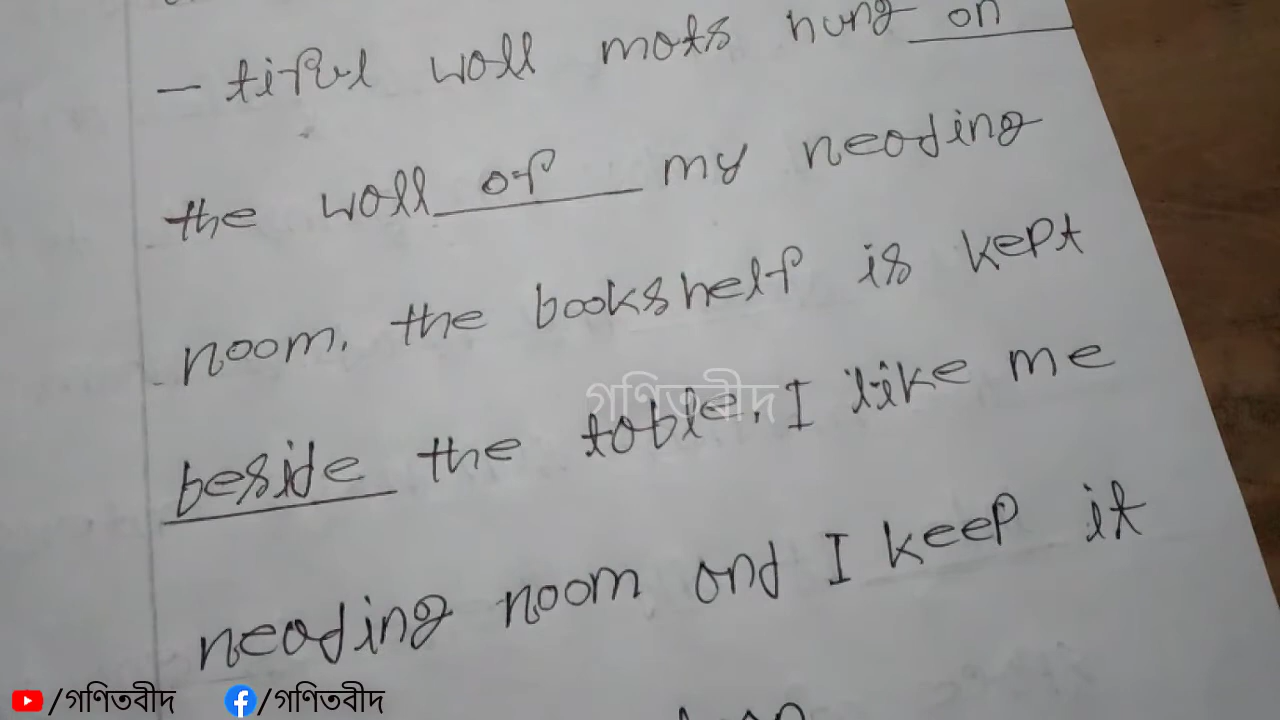 - tiful wall mats hung on
the wall of my reading
room. the bookshelf is kept
beside the table. I like me
reading room and I keep it
গণিতবীদ
/গণিতবীদ /গণিতবীদ